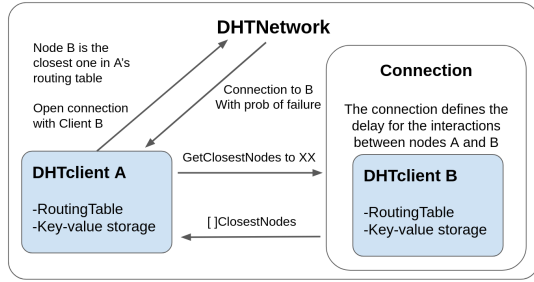 DHTNetwork
Node B is the
closest one in A's
routing table
Open connection
with Client B
Connection to B
With prob of failure
Connection
The connection defines the
delay for the interactions
between nodes A and B
DHTclient A
-RoutingTable
-Key-value storage
GetClosestNodes to XX
[ ]ClosestNodes
DHTclient B
-RoutingTable
-Key-value storage